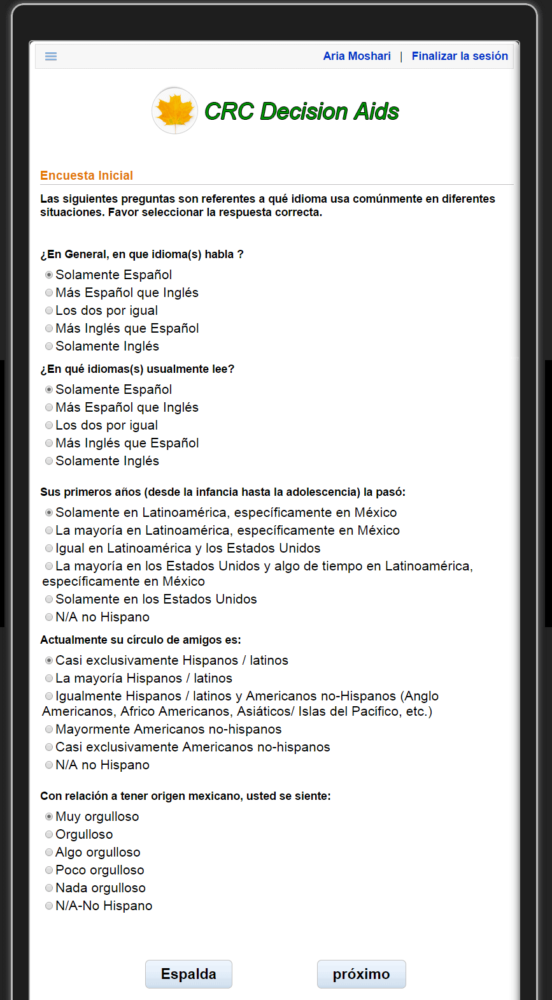 Aria Moshari | Finalizar la sesión
CRC Decision Aids
Encuesta Inicial
Las siguientes preguntas son referentes a qué idioma usa comúnmente en diferentes
situaciones. Favor seleccionar la respuesta correcta.
¿En General, en que idioma(s) habla ?
Solamente Español
Más Español que Inglés
Los dos por igual
Más Inglés que Español
Solamente Inglés
¿En qué idiomas(s) usualmente lee?
Solamente Español
Más Español que Inglés
Los dos por igual
Más Inglés que Español
Solamente Inglés
Sus primeros años (desde la infancia hasta la adolescencia) la pasó:
Solamente en Latinoamérica, específicamente en México
La mayoría en Latinoamérica, específicamente en México
Igual en Latinoamérica y los Estados Unidos
La mayoría en los Estados Unidos y algo de tiempo en Latinoamérica,
específicamente en México
Solamente en los Estados Unidos
N/A no Hispano
Actualmente su círculo de amigos es:
Casi exclusivamente Hispanos / latinos
La mayoría Hispanos / latinos
Igualmente Hispanos / latinos y Americanos no-Hispanos (Anglo
Americanos, Africo Americanos, Asiáticos/ Islas del Pacífico, etc.)
Mayormente Americanos no-hispanos
Casi exclusivamente Americanos no-hispanos
N/A no Hispano
Con relación a tener origen mexicano, usted se siente:
Muy orgulloso
Orgulloso
Algo orgulloso
Poco orgulloso
Nada orgulloso
N/A-No Hispano
Espalda
próximo